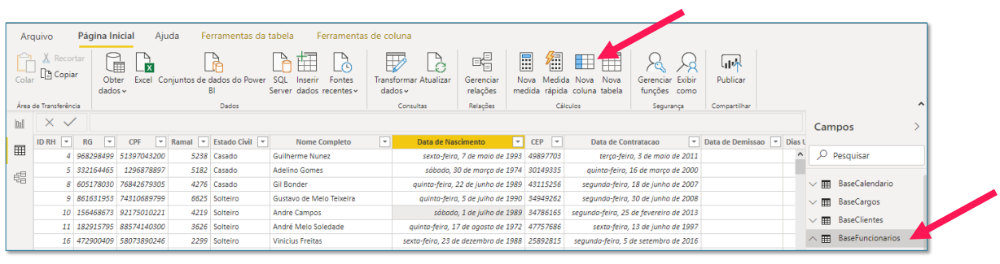 Arquivo Página Inicial Ajuda Ferramentas da tabela Ferramentas de coluna
Colar
Recortar
Copiar
Área de Transferência
Obter dados
Excel
Conjuntos de dados do Power BI
SQL Server
Inserir dados
Fontes recentes
Dados
Transformar dados
Atualizar
Consultas
Gerenciar relações
Relações
Nova medida
Medida rápida
Nova coluna
Nova tabela
Cálculos
Gerenciar funções
Exibir como
Segurança
Publicar
Compartilhar
ID RH RG CPF Ramal Estado Civil Nome Completo Data de Nascimento CEP Data de Contratacao Data de Demissao Dias U
4 968298499 51397043200 5238 Casado Guilherme Nunez sexta-feira, 7 de maio de 1993 49897703 terça-feira, 3 de maio de 2011
5 332164465 1296878897 5182 Casado Adelino Gomes sábado, 30 de março de 1974 30149335 quinta-feira, 16 de março de 2000
8 605178030 76842679305 4276 Casado Gil Bonder quinta-feira, 22 de junho de 1989 43115256 segunda-feira, 18 de junho de 2007
9 861631953 74310689799 6625 Solteiro Gustavo de Melo Teixeira quinta-feira, 5 de julho de 1990 34949262 segunda-feira, 30 de junho de 2008
10 156468673 92175010221 4219 Solteiro Andre Campos sábado, 1 de julho de 1989 34786165 segunda-feira, 25 de fevereiro de 2013
11 182915795 88574140300 3626 Solteiro André Melo Soledade quinta-feira, 17 de agosto de 1972 47757686 sexta-feira, 13 de junho de 1997
16 472900409 58073890246 2299 Solteiro Vinicius Freitas sexta-feira, 23 de dezembro de 1988 25892815 segunda-feira, 5 de setembro de 2016
Campos
Pesquisar
BaseCalendario
BaseCargos
BaseClientes
BaseFuncionarios